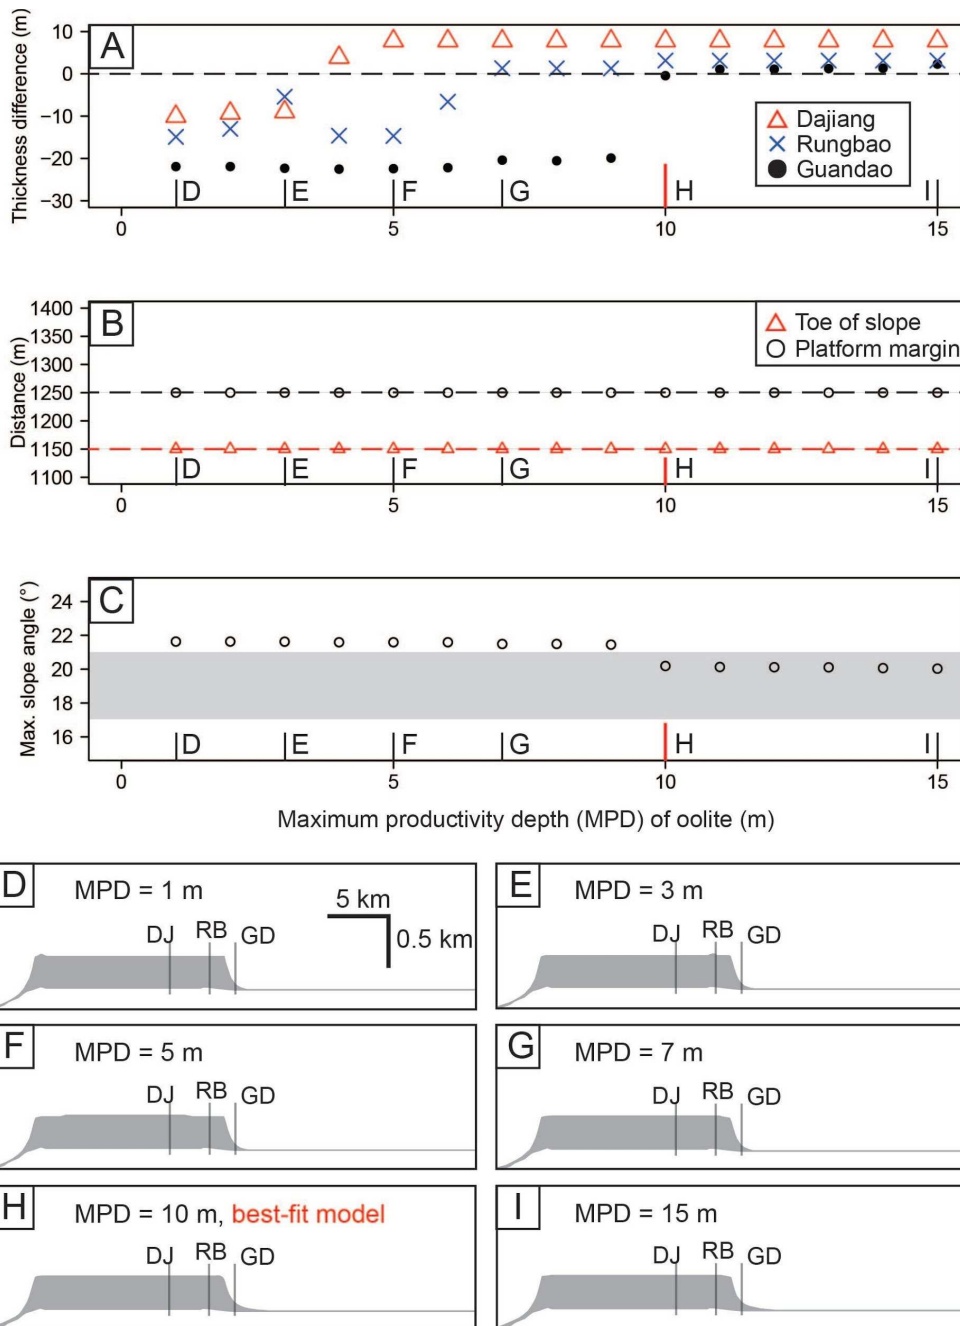 A
Thickness difference (m)
10
0
−10
−20
−30
Dajiang
Rungbao
Guandao
D
E
F
G
H
I
0
5
10
15
B
Distance (m)
1400
1350
1300
1250
1200
1150
1100
Toe of slope
Platform margin
D
E
F
G
H
I
0
5
10
15
C
Max. slope angle (°)
24
22
20
18
16
D
E
F
G
H
I
0
5
10
15
Maximum productivity depth (MPD) of oolite (m)
D
MPD = 1 m
5 km
0.5 km
DJ
RB
GD
E
MPD = 3 m
DJ
RB
GD
F
MPD = 5 m
DJ
RB
GD
G
MPD = 7 m
DJ
RB
GD
H
MPD = 10 m, best-fit model
DJ
RB
GD
I
MPD = 15 m
DJ
RB
GD